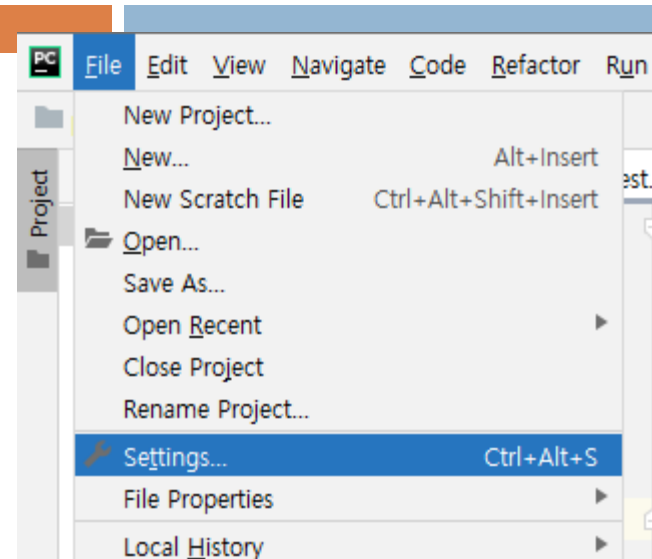 PC File Edit View Navigate Code Refactor Run
New Project...
New... Alt+Insert
est.
New Scratch File Ctrl+Alt+Shift+Insert
Project
Open...
Save As...
Open Recent
Close Project
Rename Project...
Settings... Ctrl+Alt+S
File Properties
Local History